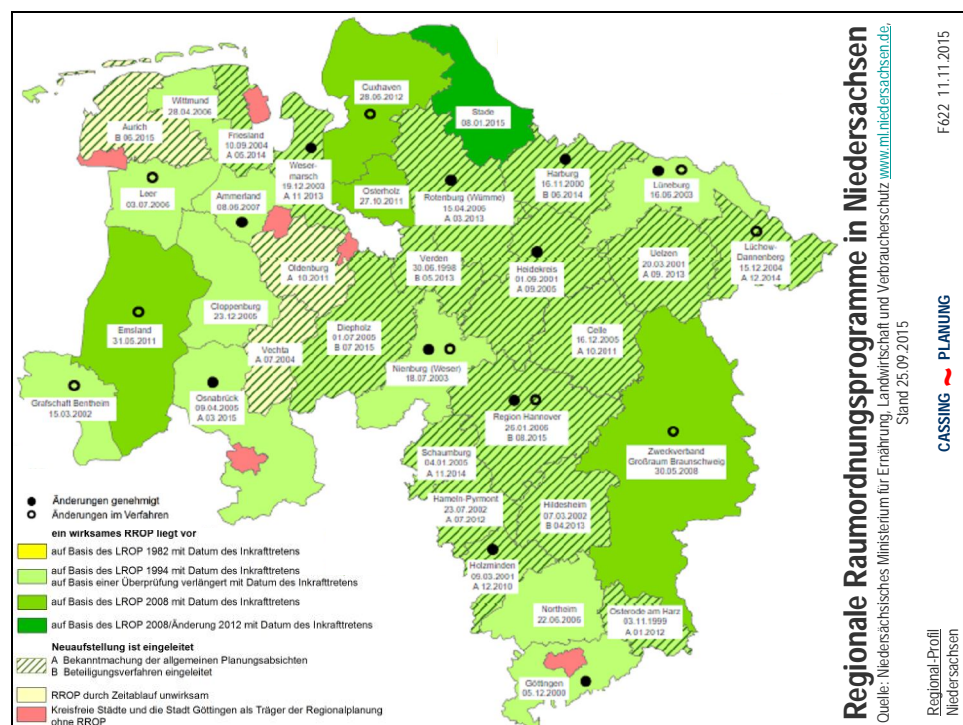 Cuxhaven
28.06.2012
Stade
08.01.2015
Wittmund
28.04.2006
Aurich
B 06.2015
Friesland
10.09.2004
A 05.2014
Weser-
marsch
19.12.2003
A 11.2013
Leer
03.07.2006
Ammerland
08.06.2007
Osterholz
27.10.2011
Rotenburg (Wümme)
15.04.2006
A 03.2013
Harburg
16.11.2000
B 06.2014
Lüneburg
16.06.2003
Lüchow-
Dannenberg
15.12.2004
A 12.2014
Uelzen
20.03.2001
A 09. 2013
Oldenburg
A 10.2011
Verden
30.06.1998
B 05.2013
Heidekreis
01.09.2001
A 09.2005
Cloppenburg
23.12.2005
Emsland
31.05.2011
Diepholz
01.07.2005
B 07 2015
Celle
16.12.2005
A 10.2011
Vechta
A 07.2004
Nienburg (Weser)
18.07.2003
Grafschaft Bentheim
15.03.2002
Osnabrück
09.04.2005
A 03.2015
Region Hannover
26.01.2006
B 08.2015
Schaumburg
04.01.2005
A 11.2014
Zweckverband
Großraum Braunschweig
30.05.2008
Hameln-Pyrmont
23.07.2002
A 07.2012
Hildesheim
07.03.2002
B 04.2013
Holzminden
09.03.2001
A 12.2010
Northeim
22.06.2006
Osterode am Harz
03.11.1999
A 01.2012
Göttingen
05.12.2009
Änderungen genehmigt
Änderungen im Verfahren
ein wirksames RROP liegt vor
auf Basis des LROP 1982 mit Datum des Inkrafttretens
auf Basis des LROP 1994 mit Datum des Inkrafttretens
auf Basis einer Überprüfung verlängert mit Datum des Inkrafttretens
auf Basis des LROP 2008 mit Datum des Inkrafttretens
auf Basis des LROP 2008/Änderung 2012 mit Datum des Inkrafttretens
Neuaufstellung ist eingeleitet
A Bekanntmachung der allgemeinen Planungsabsichten
B Beteiligungsverfahren eingeleitet
RROP durch Zeitablauf unwirksam
Kreisfreie Städte und die Stadt Göttingen als Träger der Regionalplanung
ohne RROP
Regionale Raumordnungsprogramme in Niedersachsen
Quelle: Niedersächsisches Ministerium für Ernährung, Landwirtschaft und Verbraucherschutz www.ml.niedersachsen.de,
Stand 25.09.2015
F622 11.11.2015
CASSING ~ PLANUNG
Regional-Profil
Niedersachsen